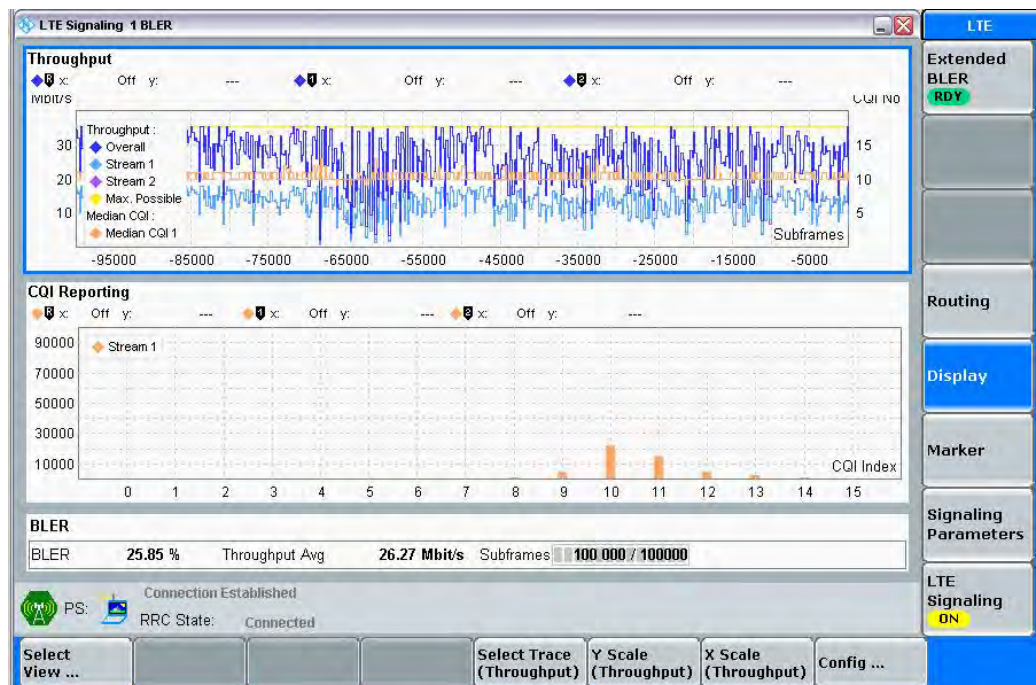 LTE Signaling 1 BLER
LTE
Throughput
R x: Off y: --- 1 x: Off y: --- 2 x: Off y: ---
Mbit/s
CQI No
Throughput :
Overall
Stream 1
Stream 2
Max. Possible
Median CQI :
Median CQI 1
30
20
10
15
10
5
Subframes
-95000 -85000 -75000 -65000 -55000 -45000 -35000 -25000 -15000 -5000
CQI Reporting
R x: Off y: --- 1 x: Off y: --- 2 x: Off y: ---
90000
70000
50000
30000
10000
Stream 1
CQI Index
0 1 2 3 4 5 6 7 8 9 10 11 12 13 14 15
BLER
BLER 25.85 % Throughput Avg 26.27 Mbit/s Subframes 100 000 / 100000
PS:
Connection Established
RRC State: Connected
Extended
BLER
RDY
Routing
Display
Marker
Signaling
Parameters
LTE
Signaling
ON
Select
View ...
Select Trace
(Throughput)
Y Scale
(Throughput)
X Scale
(Throughput)
Config ...